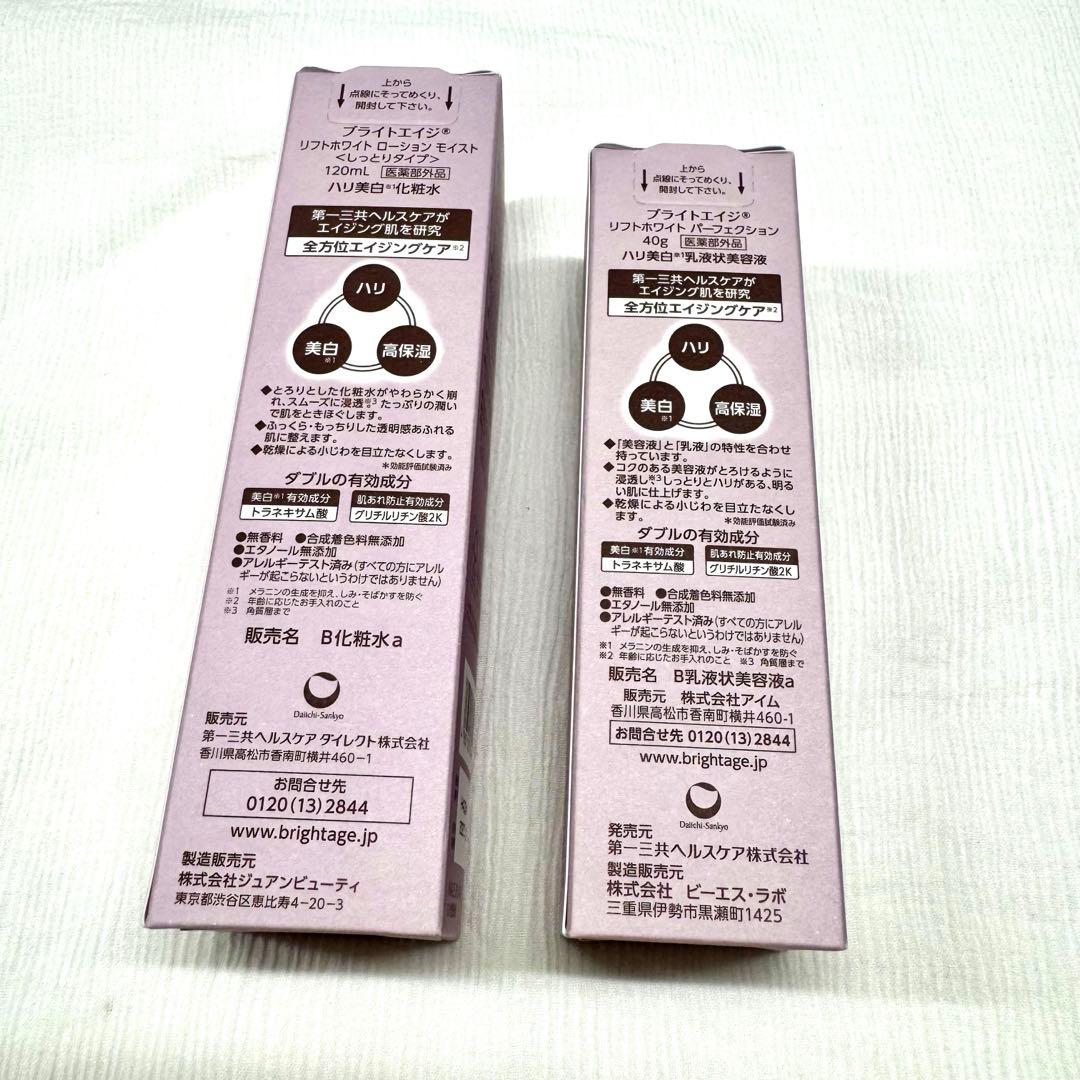 上から
点線にそってめくり、
開封して下さい。
ブライトエイジ®
リフトホワイト ローション モイスト
<しっとりタイプ>
120mL 医薬部外品
ハリ美白※1化粧水
第一三共ヘルスケアが
エイジング肌を研究
全方位エイジングケア※2
ハリ
美白※1
高保湿
◆とろりとした化粧水がやわらかく崩
れ、スムーズに浸透※3 たっぷりの潤い
で肌をときほぐします。
◆ふっくら・もっちりした透明感あふれる
肌に整えます。
◆乾燥による小じわを目立たなくします。
＊効能評価試験済み
ダブルの有効成分
美白※1有効成分
トラネキサム酸
肌あれ防止有効成分
グリチルリチン酸2K
●無香料 ●合成着色料無添加
●エタノール無添加
●アレルギーテスト済み(すべての方にアレル
ギーが起こらないというわけではありません)
※1 メラニンの生成を抑え、しみ・そばかすを防ぐ
※2 年齢に応じたお手入れのこと
※3 角質層まで
販売名 B化粧水a
Daiichi-Sankyo
販売元
第一三共ヘルスケア ダイレクト株式会社
香川県高松市香南町横井460-1
お問合せ先
0120(13)2844
www.brightage.jp
製造販売元
株式会社ジュアンビューティ
東京都渋谷区恵比寿4-20-3
上から
点線にそってめくり、
開封して下さい。
ブライトエイジ®
リフトホワイト パーフェクション
40g 医薬部外品
ハリ美白※1乳液状美容液
第一三共ヘルスケアが
エイジング肌を研究
全方位エイジングケア※2
ハリ
美白※1
高保湿
◆「美容液」と「乳液」の特性を合わせ
持っています。
◆コクのある美容液がとろけるように
浸透し※3しっとりとハリがある、明る
い肌に仕上げます。
◆乾燥による小じわを目立たなくし
ます。 ＊効能評価試験済み
ダブルの有効成分
美白※1有効成分
トラネキサム酸
肌あれ防止有効成分
グリチルリチン酸2K
●無香料 ●合成着色料無添加
●エタノール無添加
●アレルギーテスト済み(すべての方にアレル
ギーが起こらないというわけではありません)
※1 メラニンの生成を抑え、しみ・そばかすを防ぐ
※2 年齢に応じたお手入れのこと ※3 角質層まで
販売名 B乳液状美容液a
販売元 株式会社アイム
香川県高松市香南町横井460-1
お問合せ先 0120(13)2844
www.brightage.jp
Daiichi-Sankyo
発売元
第一三共ヘルスケア株式会社
製造販売元
株式会社 ビーエス・ラボ
三重県伊勢市黒瀬町1425